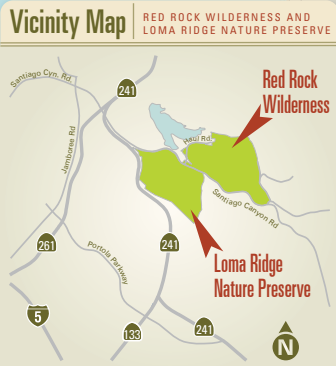 Vicinity Map
RED ROCK WILDERNESS AND
LOMA RIDGE NATURE PRESERVE
Santiago Cyn. Rd
241
Red Rock
Wilderness
Jamboree Rd
Haul Rd.
Santiago Canyon Rd
261
Portola Parkway
241
Loma Ridge
Nature Preserve
5
133
241
N